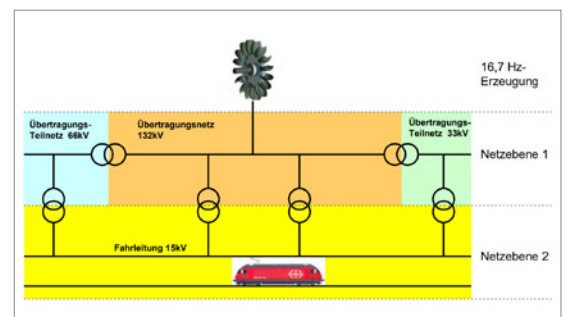 16,7 Hz-
Erzeugung
Übertragungs-
Teilnetz 66kV
Übertragungsnetz
132kV
Übertragungs-
Teilnetz 33kV
Netzebene 1
Fahrleitung 15kV
Netzebene 2